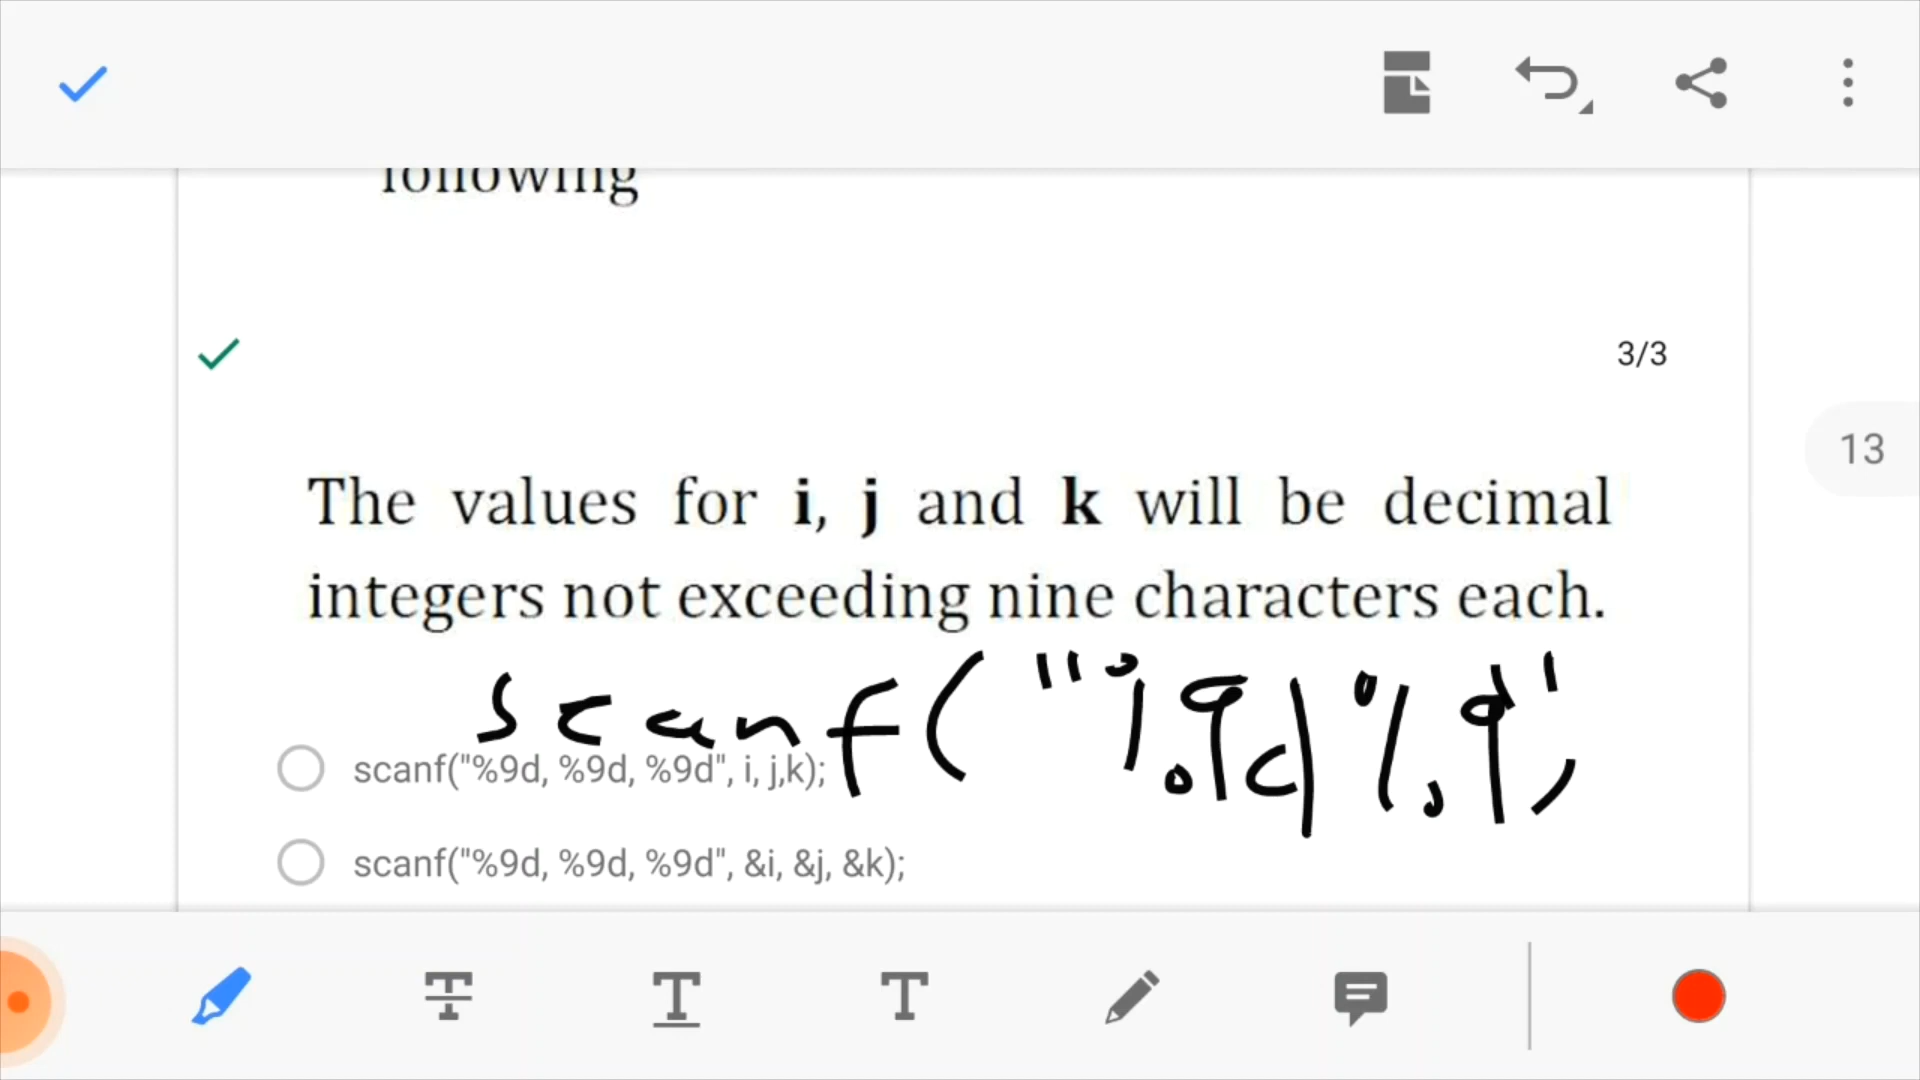 following
3/3
13
The values for i, j and k will be decimal
integers not exceeding nine characters each.
scanf("%9d%9",
scanf("%9d, %9d, %9d", i, j,k);
scanf("%9d, %9d, %9d", &i, &j, &k);